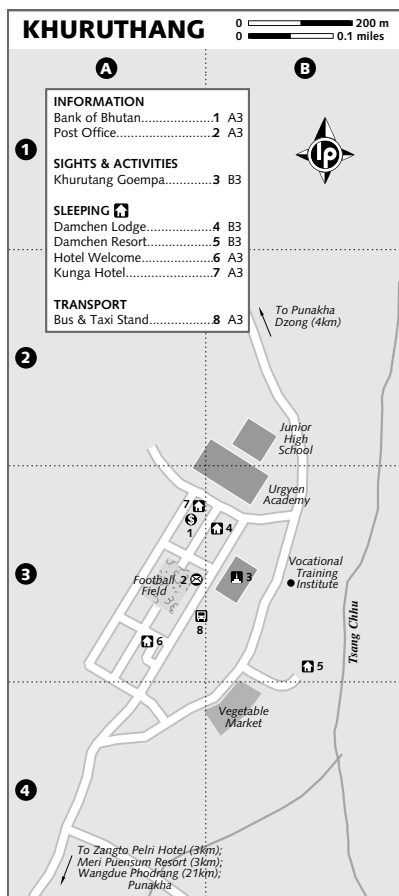 KHURUTHANG
0 200 m
0 0.1 miles
A B
INFORMATION
Bank of Bhutan...................1 A3
Post Office.........................2 A3
SIGHTS & ACTIVITIES
Khurutang Goempa.............3 B3
SLEEPING
Damchen Lodge..................4 B3
Damchen Resort..................5 B3
Hotel Welcome....................6 A3
Kunga Hotel.......................7 A3
TRANSPORT
Bus & Taxi Stand.................8 A3
1
lp
To Punakha
Dzong (4km)
2
Junior
High
School
Urgyen
Academy
7
1
4
3
Football
Field
2
3
Vocational
Training
Institute
8
6
5
Tsang Chhu
Vegetable
Market
4
To Zangto Pelri Hotel (3km);
Meri Puensum Resort (3km);
Wangdue Phodrang (21km);
Punakha